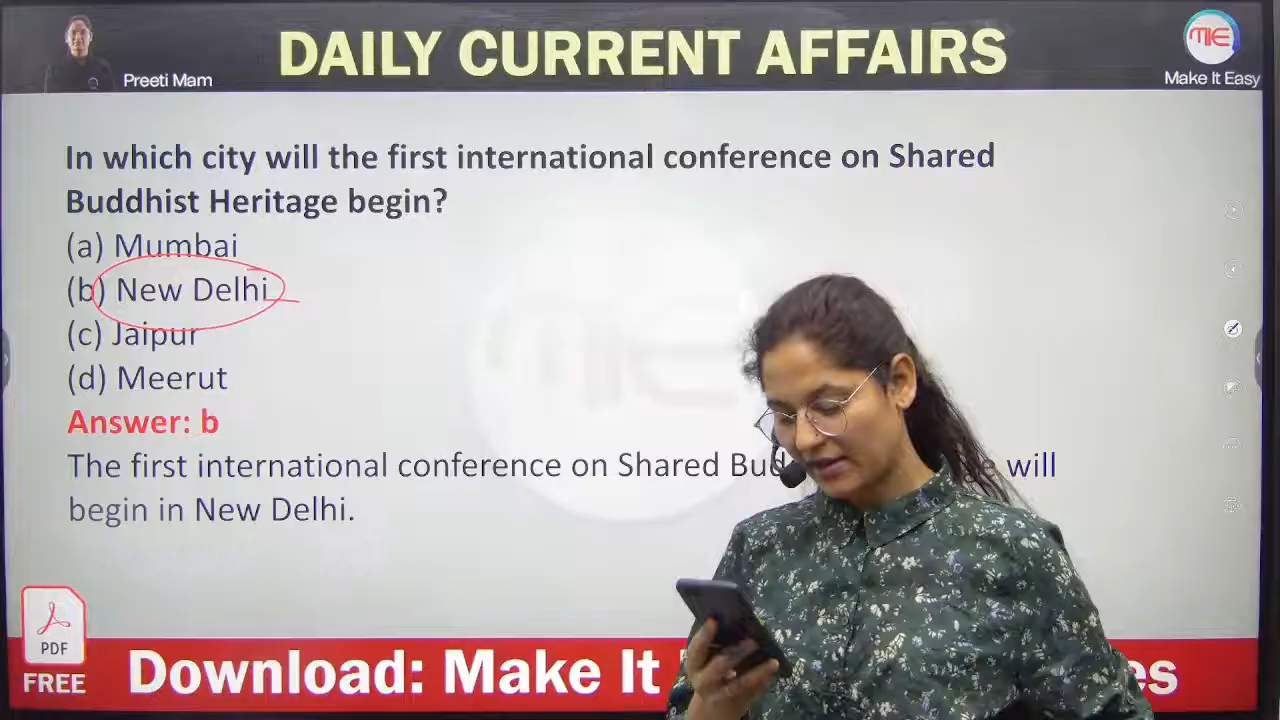 DAILY CURRENT AFFAIRS
Preeti Mam
MIE
Make It Easy
In which city will the first international conference on Shared
Buddhist Heritage begin?
(a) Mumbai
(b) New Delhi
(c) Jaipur
(d) Meerut
Answer: b
The first international conference on Shared will
begin in New Delhi.
PDF
FREE
Download: Make It